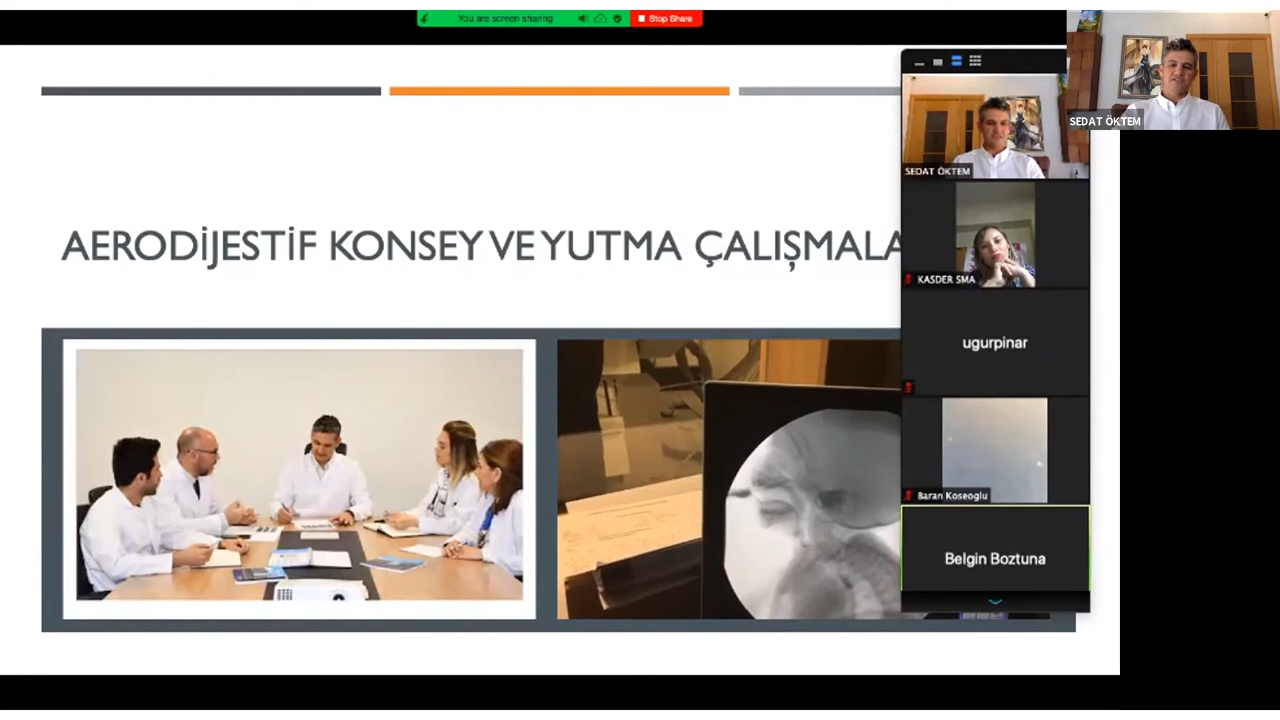 You are screen sharing
Stop Share
SEDAT ÖKTEM
SEDAT ÖKTEM
AERODİJESTİF KONSEY VE YUTMA ÇALIŞMALA
KASDER SMA
ugurpinar
Baran Koseoglu
Belgin Boztuna